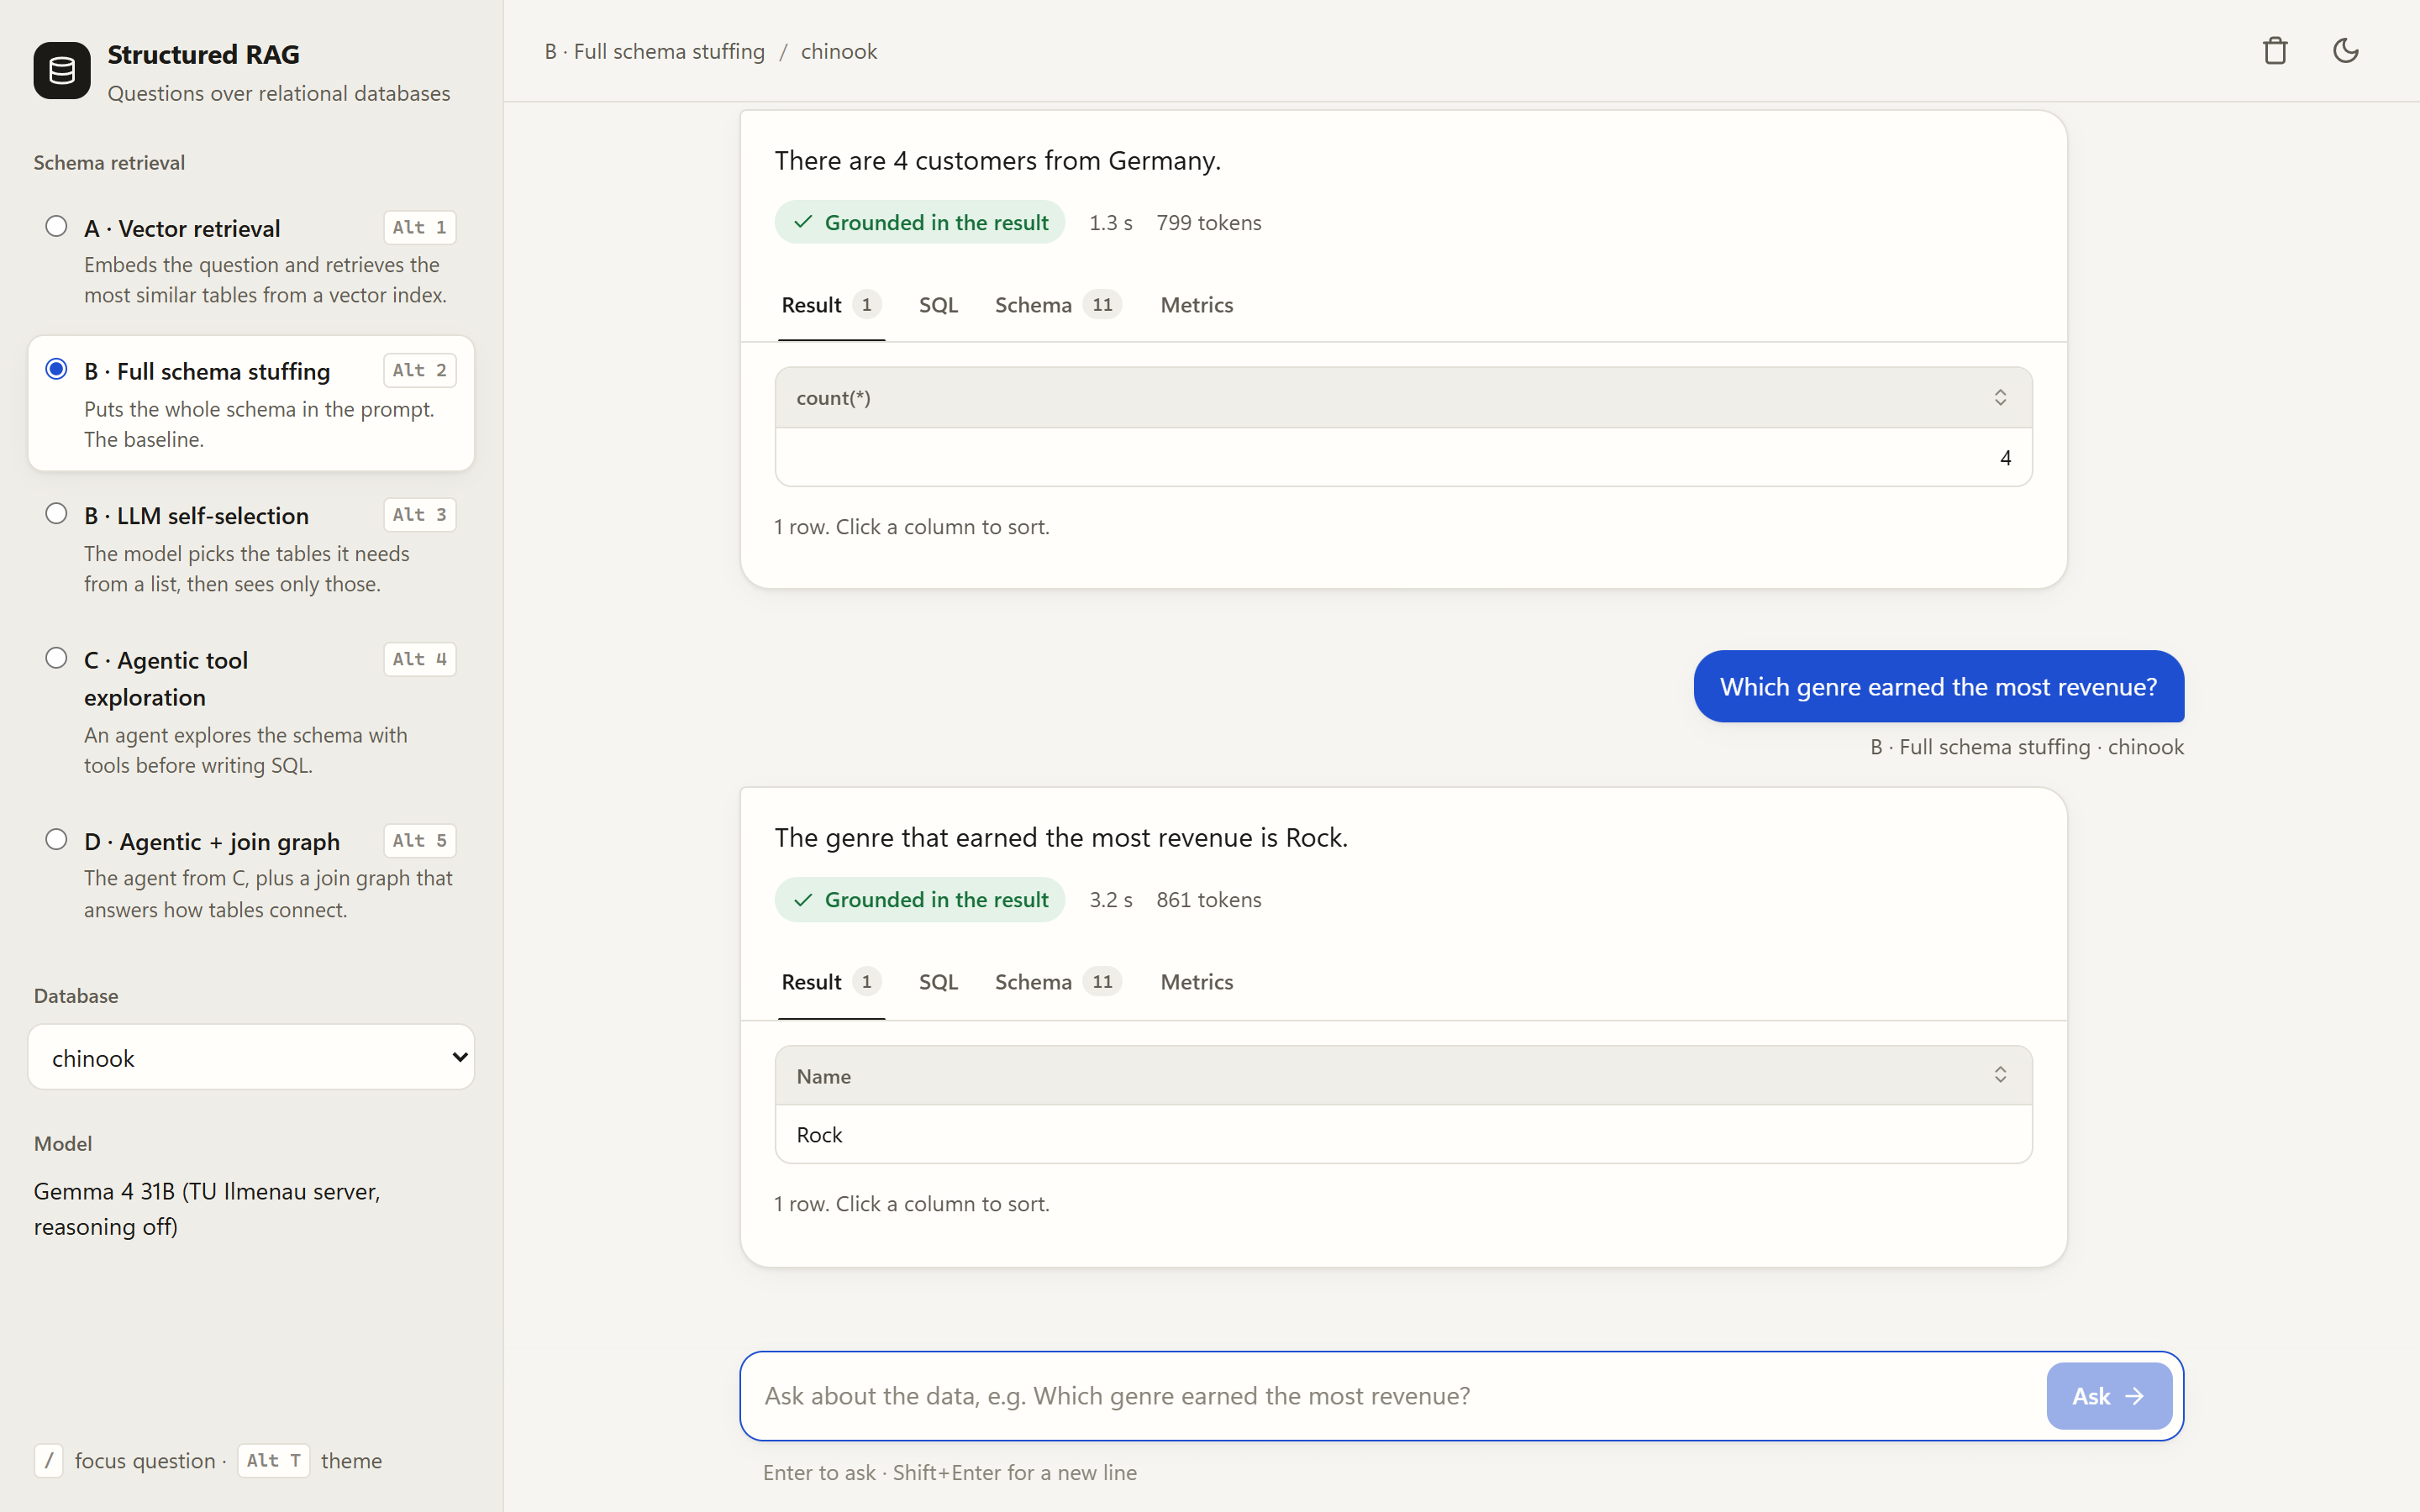 Structured RAG
Questions over relational databases
Schema retrieval
A · Vector retrieval
Alt 1
Embeds the question and retrieves the
most similar tables from a vector index.
B · Full schema stuffing
Alt 2
Puts the whole schema in the prompt.
The baseline.
B · LLM self-selection
Alt 3
The model picks the tables it needs
from a list, then sees only those.
C · Agentic tool
exploration
Alt 4
An agent explores the schema with
tools before writing SQL.
D · Agentic + join graph
Alt 5
The agent from C, plus a join graph that
answers how tables connect.
Database
chinook
Model
Gemma 4 31B (TU Ilmenau server,
reasoning off)
/ focus question · Alt T theme
B · Full schema stuffing / chinook
There are 4 customers from Germany.
Grounded in the result 1.3 s 799 tokens
Result 1 SQL Schema 11 Metrics
count(*)
4
1 row. Click a column to sort.
Which genre earned the most revenue?
B · Full schema stuffing · chinook
The genre that earned the most revenue is Rock.
Grounded in the result 3.2 s 861 tokens
Result 1 SQL Schema 11 Metrics
Name
Rock
1 row. Click a column to sort.
Ask about the data, e.g. Which genre earned the most revenue?
Ask
Enter to ask · Shift+Enter for a new line